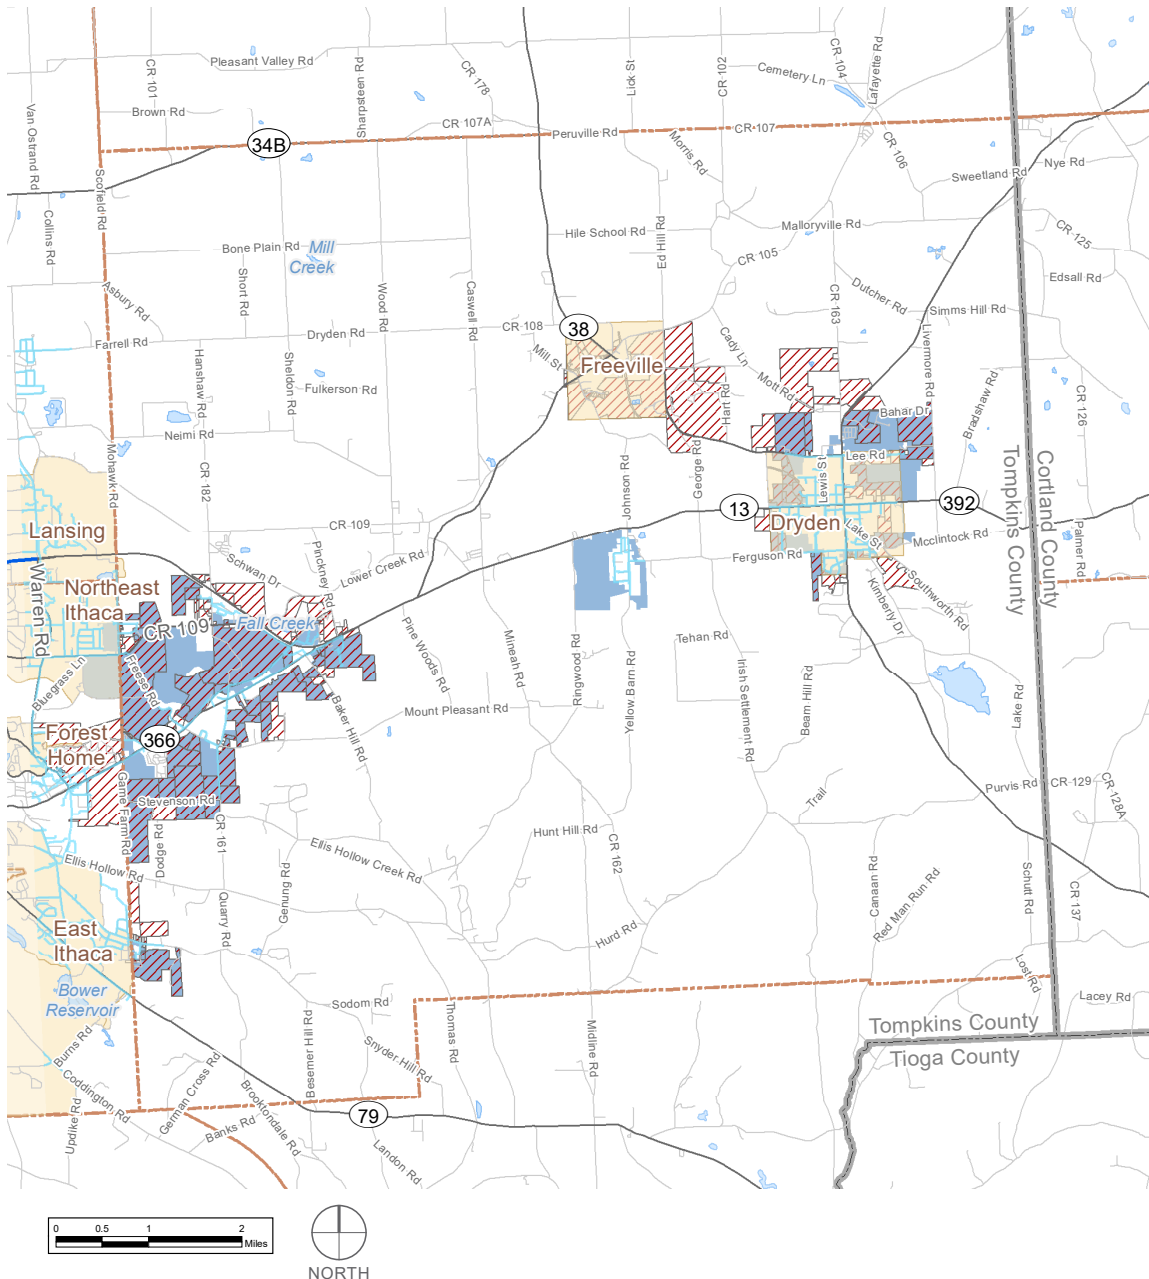 Pleasant Valley Rd
CR 101
Sharpsteen Rd
CR 178
Lick St
CR 102
CR 104
Lafayette Rd
Cemetery Ln
Van Ostrand Rd
Brown Rd
CR 107A
Peruville Rd
CR 107
34B
Morris Rd
CR 106
Nye Rd
Sweetland Rd
Scofield Rd
Collins Rd
Bone Plain Rd
Mill
Creek
Hile School Rd
Ed Hill Rd
Malloryville Rd
CR 105
CR 125
Edsall Rd
Short Rd
Asbury Rd
Wood Rd
Caswell Rd
Dutcher Rd
CR 163
Simms Hill Rd
Farrell Rd
Dryden Rd
CR 108
38
Mill St
Freeville
Cady Ln
Livermore Rd
Hanshaw Rd
Sheldon Rd
Fulkerson Rd
Hart Rd
Mott Rd
Bradshaw Rd
CR 126
Bahar Dr
Neimi Rd
Mohawk Rd
CR 182
Johnson Rd
George Rd
Lewis St
Lee Rd
Tompkins County
Cortland County
13
392
Lansing
CR 109
Dryden
Lake St
Mcclintock Rd
Palmer Rd
Warren Rd
Northeast
Ithaca
Schwan Dr
Pinckney Rd
Lower Creek Rd
Ferguson Rd
Southworth Rd
Kimberly Dr
CR 109
Fall Creek
Pine Woods Rd
Mineah Rd
Ringwood Rd
Yellow Barn Rd
Tehan Rd
Irish Settlement Rd
Beam Hill Rd
Lake Rd
Bluegrass Ln
Freese Rd
Baker Hill Rd
Mount Pleasant Rd
Forest
Home
366
Game Farm Rd
Stevenson Rd
Purvis Rd
CR 129
CR 128A
Trail
Dodge Rd
CR 161
Hunt Hill Rd
CR 162
Ellis Hollow Creek Rd
Ellis Hollow Rd
Quarry Rd
Genung Rd
Canaan Rd
Red Man Run Rd
Schutt Rd
CR 137
East
Ithaca
Hurd Rd
Lost Rd
Bower
Reservoir
Sodom Rd
Lacey Rd
Burns Rd
Besemer Hill Rd
Snyder Hill Rd
Thomas Rd
Midline Rd
Tompkins County
Tioga County
Coddington Rd
German Cross Rd
Brooktondale Rd
Updike Rd
Banks Rd
79
Landon Rd
0 0.5 1 2
Miles
NORTH